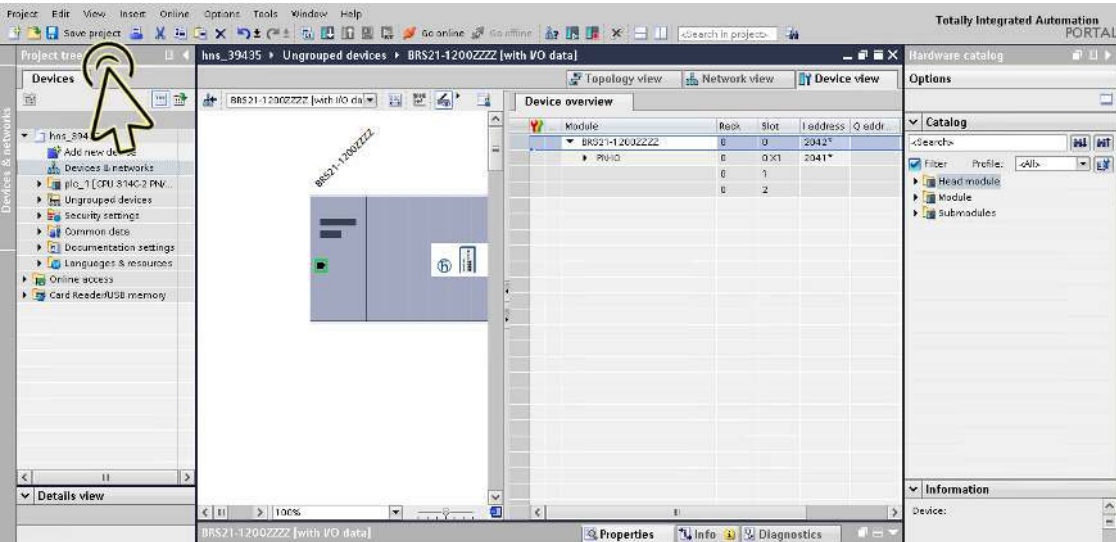 Project Edit View Insert Online Options Tools Window Help
Totally Integrated Automation
PORTAL
Save project
Go online
Go offline
<Search in project>
Project tree
hns_39435 ▸ Ungrouped devices ▸ BRS21-1200ZZZZ [with I/O data]
Hardware catalog
Devices
Topology view
Network view
Device view
Options
BRS21-1200ZZZZ [with I/O da
Device overview
Devices & networks
Module
Rack
Slot
I address
Q addr...
Catalog
BRS21-1200ZZZZ 0 0 2042*
<Search>
Add new
PN-IO 0 0 X1 2041*
Filter
Profile:
<All>
Devices & networks
0 1
Head module
plc_1 [CPU 314C-2 PN/...
0 2
Module
Ungrouped devices
Submodules
Security settings
Common data
Documentation settings
Languages & resources
Online access
Card Reader/USB memory
BRS21-1200ZZZZ
Details view
100%
Information
Device:
BRS21-1200ZZZZ [with I/O data]
Properties
Info
Diagnostics